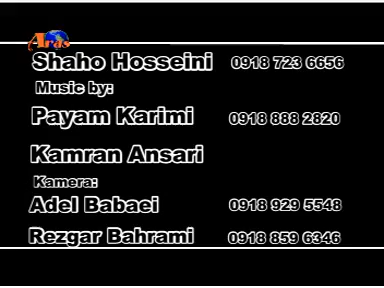 Aras
Shaho Hosseini 0918 723 6656
Music by:
Payam Karimi 0918 888 2820
Kamran Ansari
Kamera:
Adel Babaei 0918 929 5548
Rezgar Bahrami 0918 859 6346